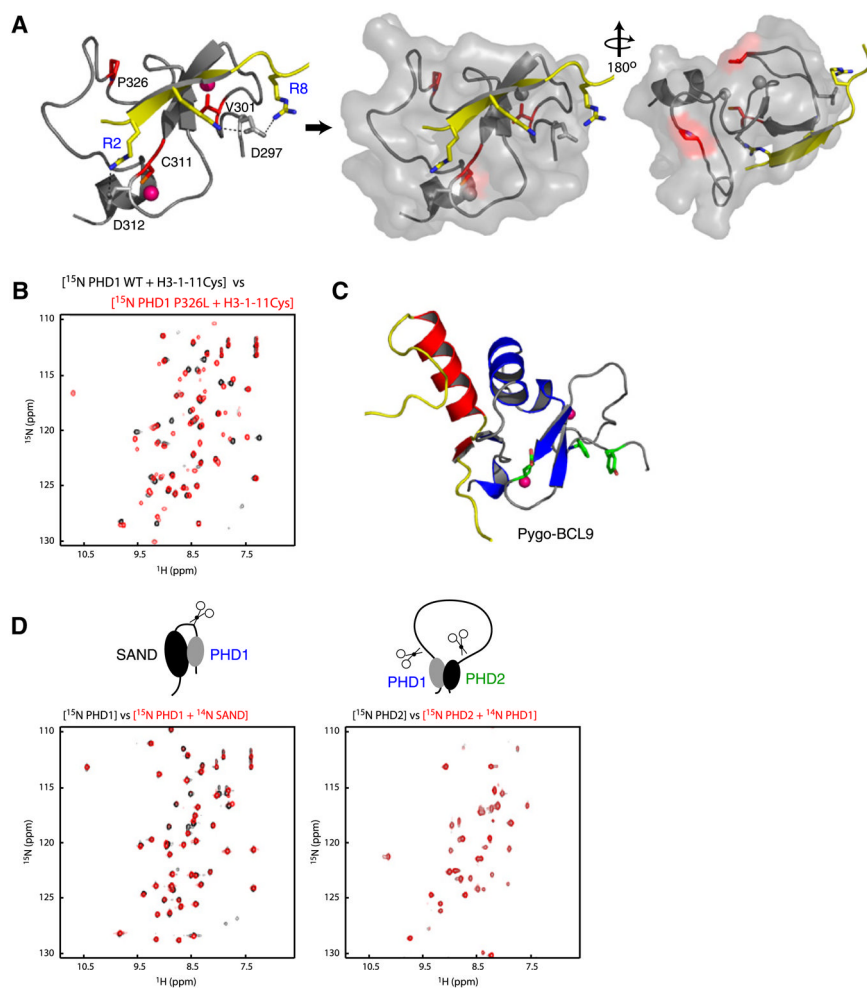 A
P326
V301
R8
R2
C311
D297
D312
180º
B
[¹⁵N PHD1 WT + H3-1-11Cys] vs
[¹⁵N PHD1 P326L + H3-1-11Cys]
110
115
120
125
130
¹⁵N (ppm)
10.5 9.5 8.5 7.5
¹H (ppm)
C
Pygo-BCL9
D
SAND PHD1
PHD1 PHD2
[¹⁵N PHD1] vs [¹⁵N PHD1 + ¹⁴N SAND]
110
115
120
125
130
¹⁵N (ppm)
10.5 9.5 8.5 7.5
¹H (ppm)
[¹⁵N PHD2] vs [¹⁵N PHD2 + ¹⁴N PHD1]
110
115
120
125
130
¹⁵N (ppm)
10.5 9.5 8.5 7.5
¹H (ppm)